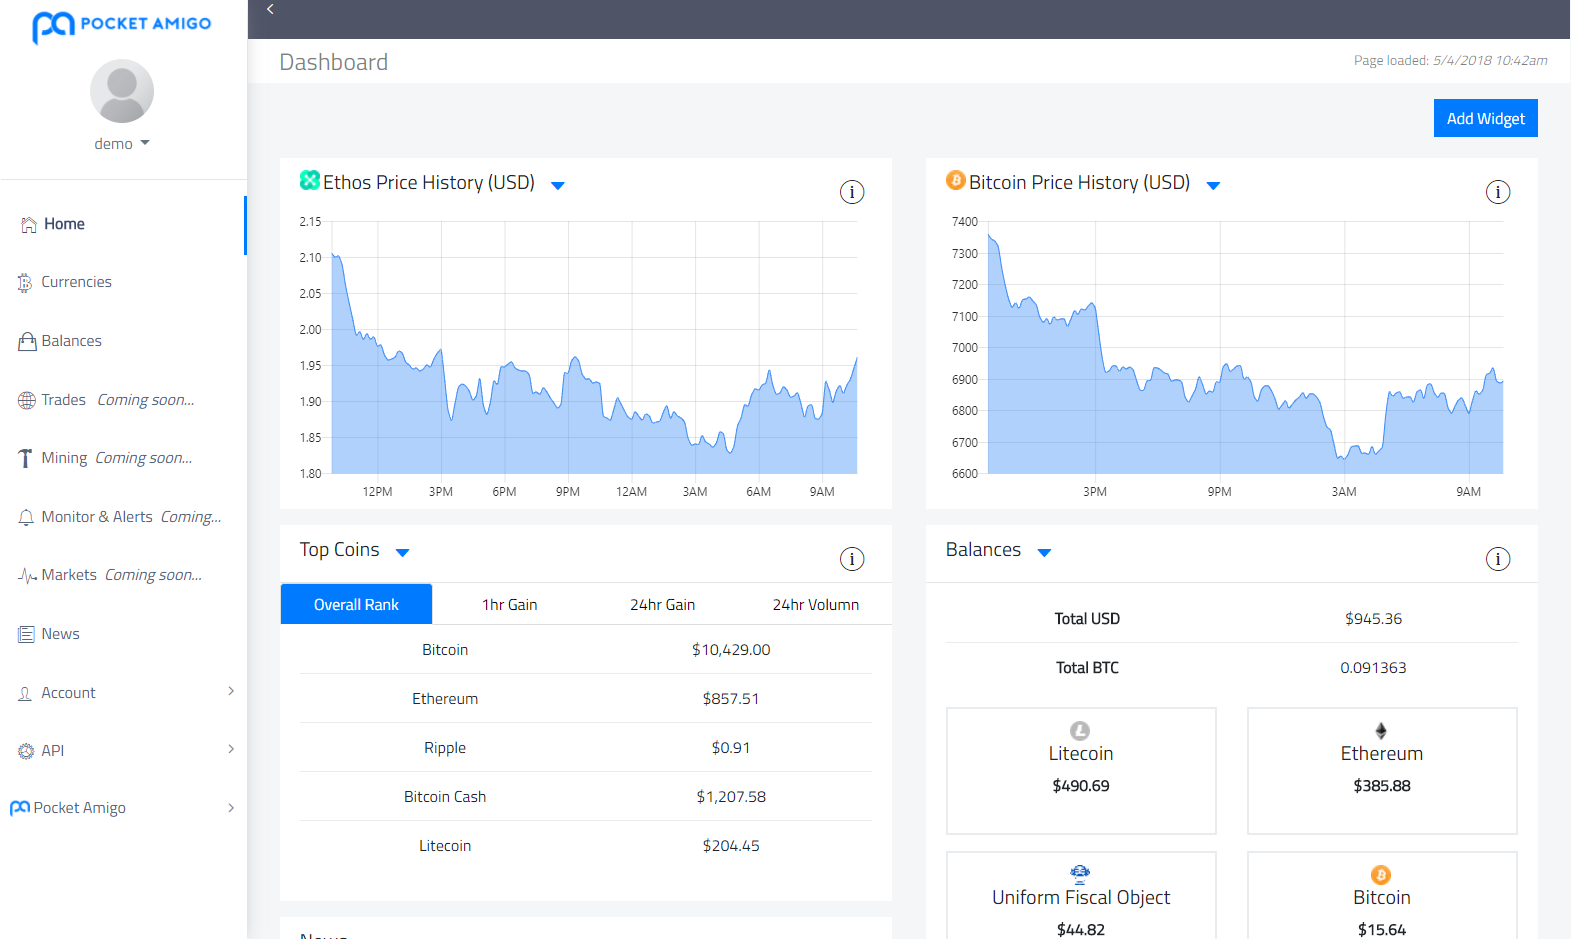 POCKET AMIGO
demo
Home
Currencies
Balances
Trades Coming soon...
Mining Coming soon...
Monitor & Alerts Coming...
Markets Coming soon...
News
Account
API
Pocket Amigo
Dashboard
Page loaded: 5/4/2018 10:42am
Add Widget
Ethos Price History (USD)
2.15
2.10
2.05
2.00
1.95
1.90
1.85
1.80
12PM 3PM 6PM 9PM 12AM 3AM 6AM 9AM
Bitcoin Price History (USD)
7400
7300
7200
7100
7000
6900
6800
6700
6600
3PM 9PM 3AM 9AM
Top Coins
Overall Rank 1hr Gain 24hr Gain 24hr Volumn
Bitcoin $10,429.00
Ethereum $857.51
Ripple $0.91
Bitcoin Cash $1,207.58
Litecoin $204.45
News
Balances
Total USD $945.36
Total BTC 0.091363
Litecoin
$490.69
Ethereum
$385.88
Uniform Fiscal Object
$44.82
Bitcoin
$15.64